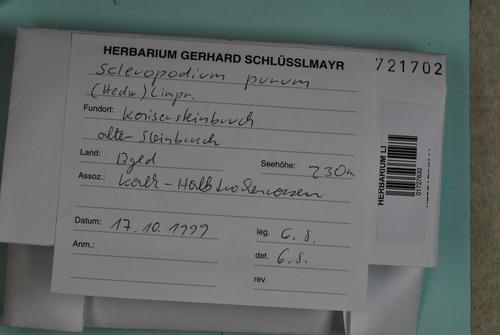 HERBARIUM GERHARD SCHLÜSSLMAYR
721702
Scleropodium purum
(Hedw.) Limpr.
Fundort: Kaisersteinbruch
alter Steinbruch
Land: Bgld Seehöhe: 230m
Assoz.: Kalk-Halbtrockenrasen
Datum: 17.10.1999 leg. G. S.
Anm.: det. G. S.
rev.
HERBARIUM LI